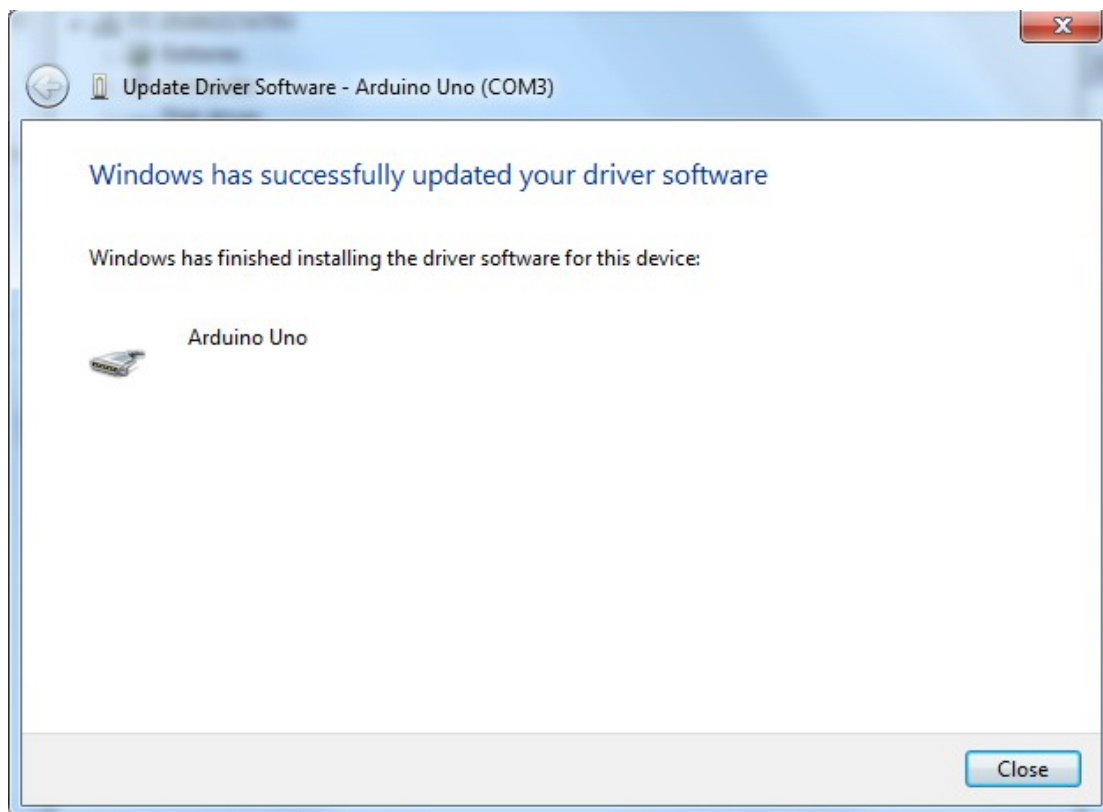 Update Driver Software - Arduino Uno (COM3)
Windows has successfully updated your driver software
Windows has finished installing the driver software for this device:
Arduino Uno
Close